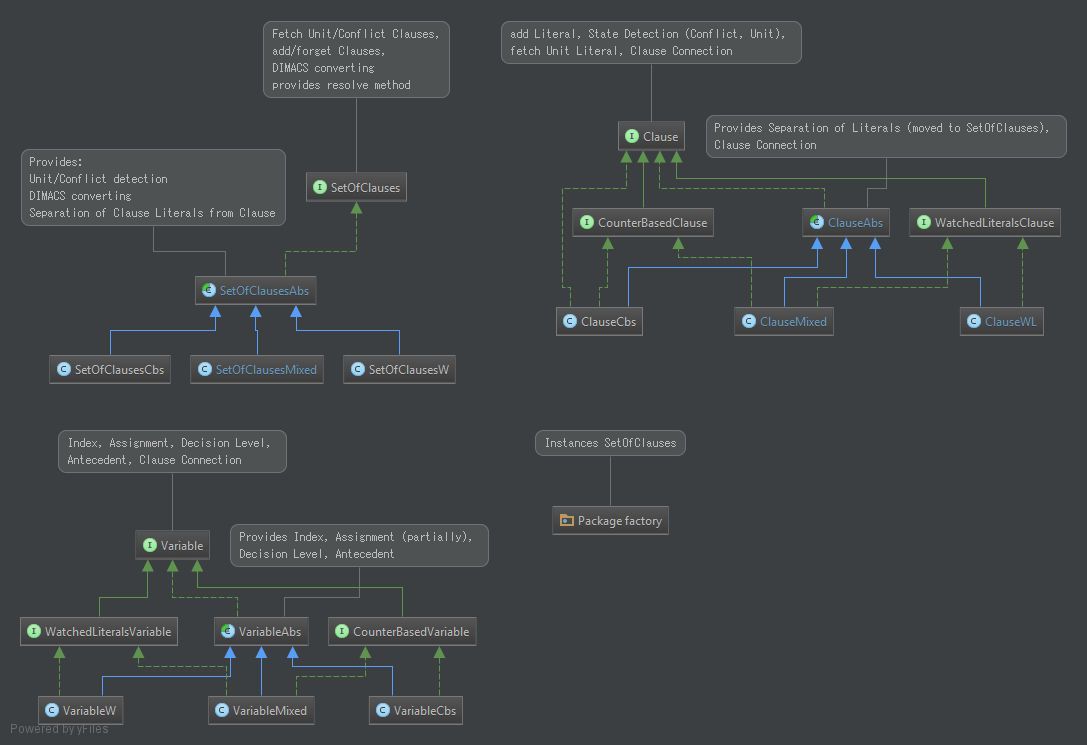 Fetch Unit/Conflict Clauses,
add/forget Clauses,
DIMACS converting
provides resolve method
add Literal, State Detection (Conflict, Unit),
fetch Unit Literal, Clause Connection
I Clause
Provides Separation of Literals (moved to SetOfClauses),
Clause Connection
Provides:
Unit/Conflict detection
DIMACS converting
Separation of Clause Literals from Clause
I SetOfClauses
I CounterBasedClause
C ClauseAbs
I WatchedLiteralsClause
C SetOfClausesAbs
C ClauseCbs
C ClauseMixed
C ClauseWL
C SetOfClausesCbs
C SetOfClausesMixed
C SetOfClausesW
Index, Assignment, Decision Level,
Antecedent, Clause Connection
Instances SetOfClauses
Package factory
I Variable
Provides Index, Assignment (partially),
Decision Level, Antecedent
I WatchedLiteralsVariable
C VariableAbs
I CounterBasedVariable
C VariableW
C VariableMixed
C VariableCbs
Powered by yFiles